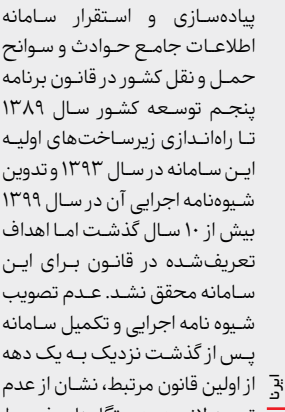 پیاده‌سازی و استقرار سامانه
اطلاعات جامع حوادث و سوانح
حمل و نقل کشور در قانون برنامه
پنجم توسعه کشور سال ۱۳۸۹
تا راه‌اندازی زیرساخت‌های اولیه
این سامانه در سال ۱۳۹۳ و تدوین
شیوه‌نامه اجرایی آن در سال ۱۳۹۹
بیش از ۱۰ سال گذشت اما اهداف
تعریف‌شده در قانون برای این
سامانه محقق نشد. عدم تصویب
شیوه نامه اجرایی و تکمیل سامانه
پس از گذشت نزدیک به یک دهه
از اولین قانون مرتبط، نشان از عدم
ایرنا